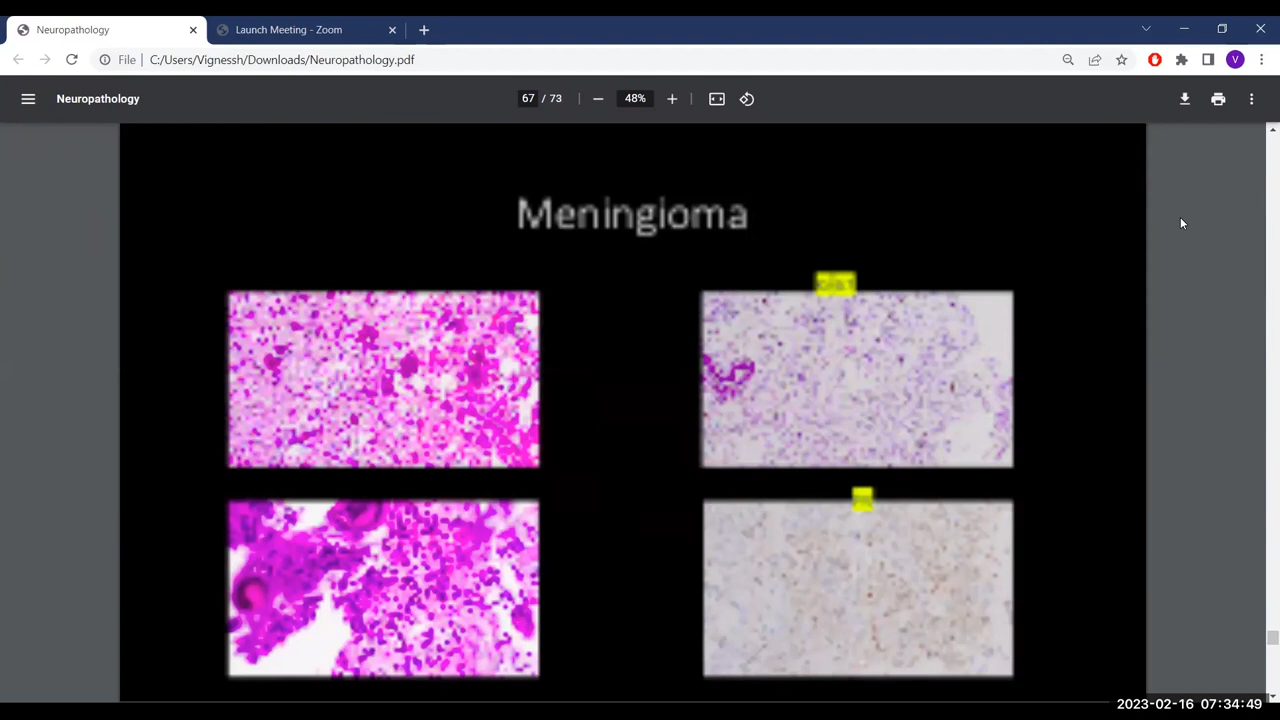 Neuropathology
Launch Meeting - Zoom
File
C:/Users/Vignessh/Downloads/Neuropathology.pdf
V
Neuropathology
67 / 73
48%
Meningioma
2023-02-16 07:34:49